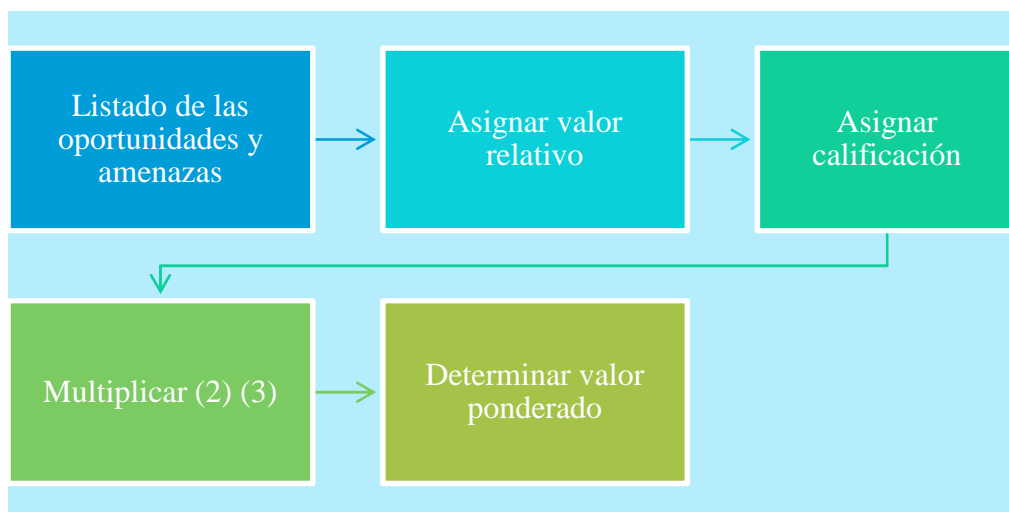 Listado de las
oportunidades y
amenazas
Asignar valor
relativo
Asignar
calificación
Multiplicar (2) (3)
Determinar valor
ponderado